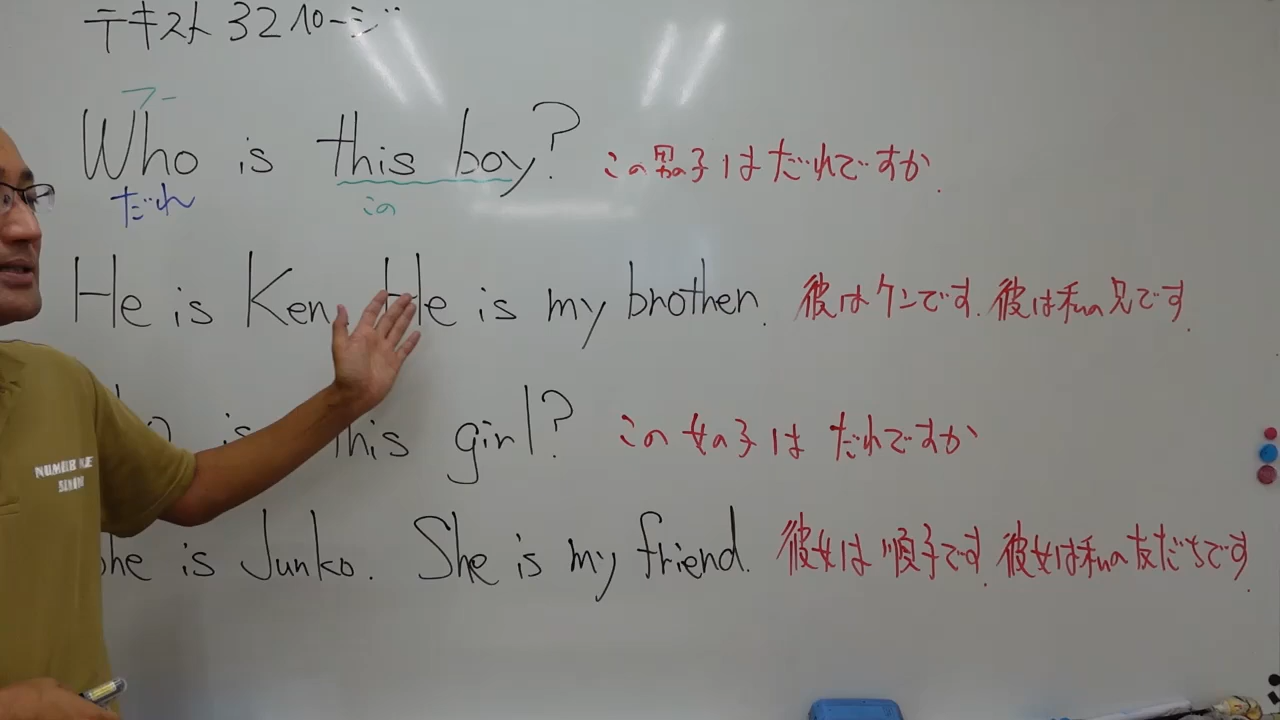 テキスト32ページ
フー
Who is this boy? この男の子はだれですか.
だれ この
He is Ken. He is my brother. 彼はケンです. 彼は私の兄です.
is this girl? この女の子はだれですか
she is Junko. She is my friend. 彼女は順子です. 彼女は私の友だちです.